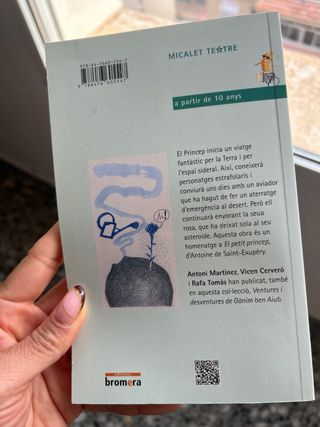 MICALET TEATRE
a partir de 10 anys
El Príncep inicia un viatge
fantàstic per la Terra i per
l'espai sideral. Així, coneixerà
personatges estrafolaris i
conviurà uns dies amb un aviador
que ha hagut de fer un aterratge
d'emergència al desert. Però ell
continuarà enyorant la seua
rosa, que ha deixat sola al seu
asteroide. Aquesta obra és un
homenatge a El petit príncep,
d'Antoine de Saint-Exupéry.
Antoni Martínez, Vicen Cerveró
i Rafa Tomàs han publicat, també
en aquesta col·lecció, Ventures i
desventures de Gànim ben Aiub.
edicions
bromera